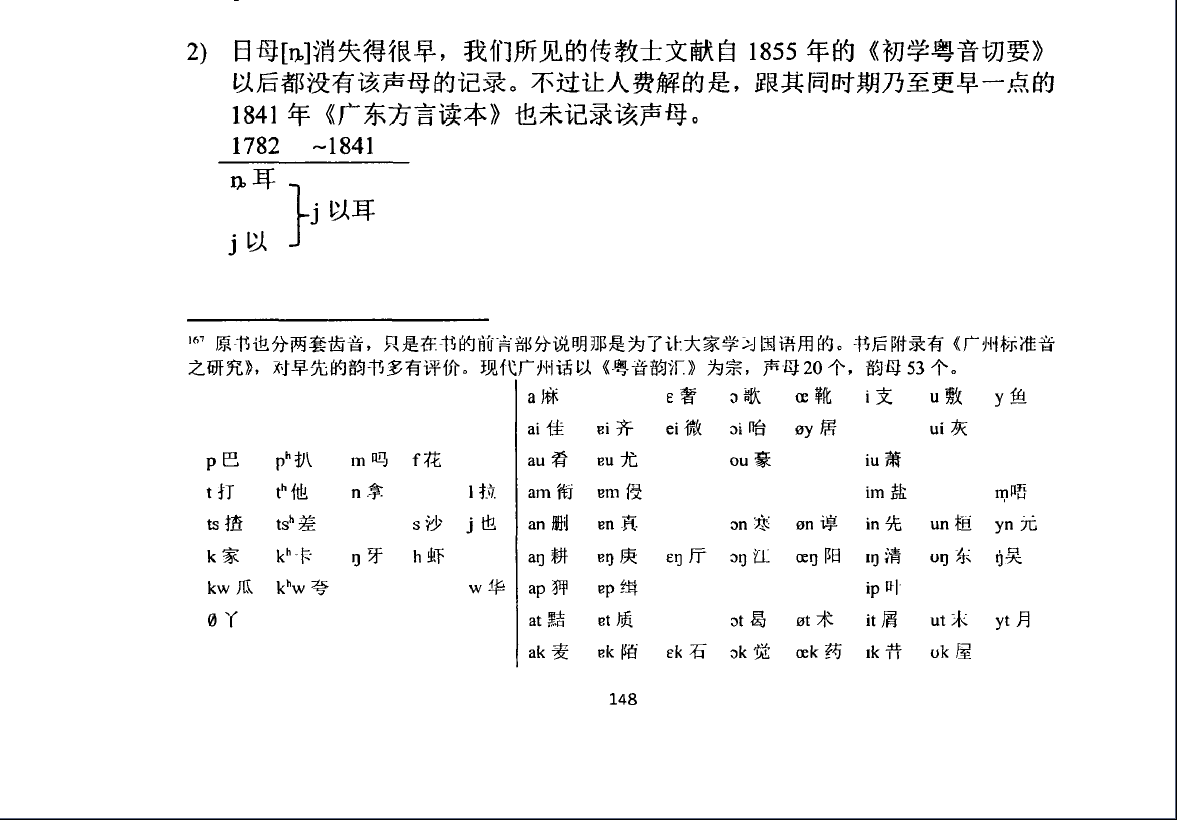 2) 日母[ȵ]消失得很早，我们所见的传教士文献自 1855 年的《初学粤音切要》
以后都没有该声母的记录。不过让人费解的是，跟其同时期乃至更早一点的
1841 年《广东方言读本》也未记录该声母。
1782 ~1841
ȵ 耳
j 以耳
j 以
167 原书也分两套齿音，只是在书的前言部分说明那是为了让大家学习国语用的。书后附录有《广州标准音
之研究》，对早先的韵书多有评价。现代广州话以《粤音韵汇》为宗，声母 20 个，韵母 53 个。
a 麻 ɛ 奢 ɔ 歌 œ 靴 i 支 u 敷 y 鱼
ai 佳 ɐi 齐 ei 微 ɔi 咍 øy 居 ui 灰
p 巴 pʰ 扒 m 吗 f 花 au 肴 ɐu 尤 ou 豪 iu 萧
t 打 tʰ 他 n 拿 l 拉 am 衔 ɐm 侵 im 盐 m̩ 唔
ts 揸 tsʰ 差 s 沙 j 也 an 删 ɐn 真 ɔn 寒 øn 谆 in 先 un 桓 yn 元
k 家 kʰ 卡 ŋ 牙 h 虾 aŋ 耕 ɐŋ 庚 ɛŋ 厅 ɔŋ 江 œŋ 阳 ɪŋ 清 ʊŋ 东 ŋ̍ 吴
kw 瓜 kʰw 夸 w 华 ap 狎 ɐp 缉 ip 叶
Ø 丫 at 黠 ɐt 质 ɔt 曷 øt 术 it 屑 ut 末 yt 月
ak 麦 ɐk 陌 ɛk 石 ɔk 觉 œk 药 ɪk 昔 ʊk 屋
148